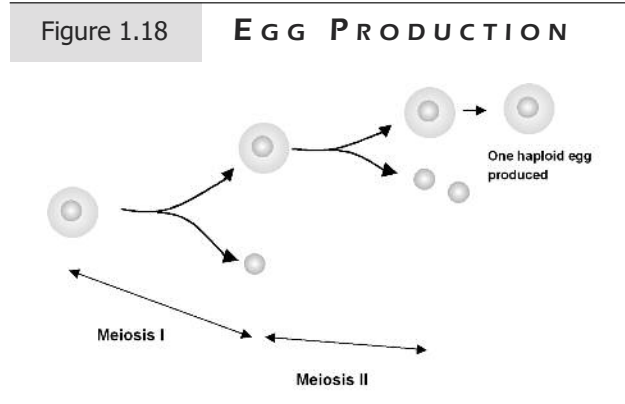 Figure 1.18
EGG PRODUCTION
One haploid egg
produced
Meiosis I
Meiosis II